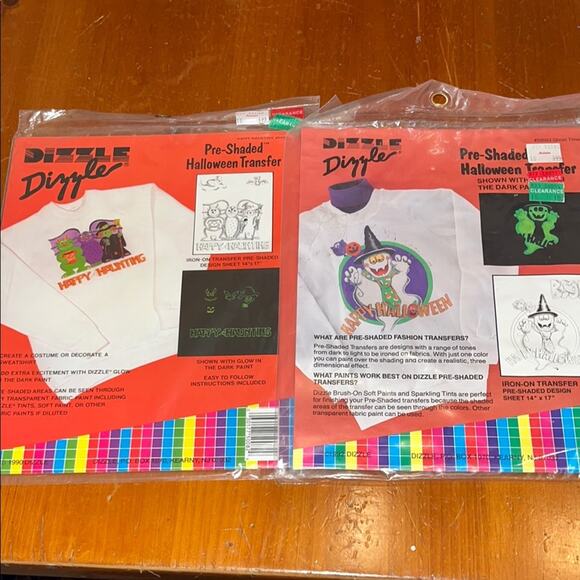 DIZZLE
Dizzle
Pre-Shaded
Halloween Transfer
CLEARANCE
HAPPY HAUNTING
IRON-ON TRANSFER PRE-SHADED
DESIGN SHEET 14"x 17"
HAPPY HAUNTING
SHOWN WITH GLOW IN
THE DARK PAINT
EASY TO FOLLOW
INSTRUCTIONS INCLUDED
CREATE A COSTUME OR DECORATE A
SWEATSHIRT
EXTRA EXCITEMENT WITH DIZZLE GLOW
THE DARK PAINT
SHADED AREAS CAN BE SEEN THROUGH
TRANSPARENT FABRIC PAINT INCLUDING
TINTS, SOFT PAINT, OR OTHER
PAINTS IF DILUTED
DIZZLE
Dizzle
Pre-Shaded
Halloween Transfer
SHOWN WITH
THE DARK
CLEARANCE
CLEARANCE
HAPPY HALLOWEEN
WHAT ARE PRE-SHADED FASHION TRANSFERS?
Pre-Shaded Transfers are designs with a range of tones
from dark to light to be ironed on fabrics. With just one color
you can paint over the shading and create a realistic, three
dimensional effect.
WHAT PAINTS WORK BEST ON DIZZLE PRE-SHADED
TRANSFERS?
Dizzle Brush-On Soft Paints and Sparkling Tints are perfect
for finishing your Pre-Shaded transfers because the shaded
areas of the transfer can be seen through the colors. Other
transparent fabric paint can be used.
IRON-ON TRANSFER
PRE-SHADED DESIGN
SHEET 14" x 17"